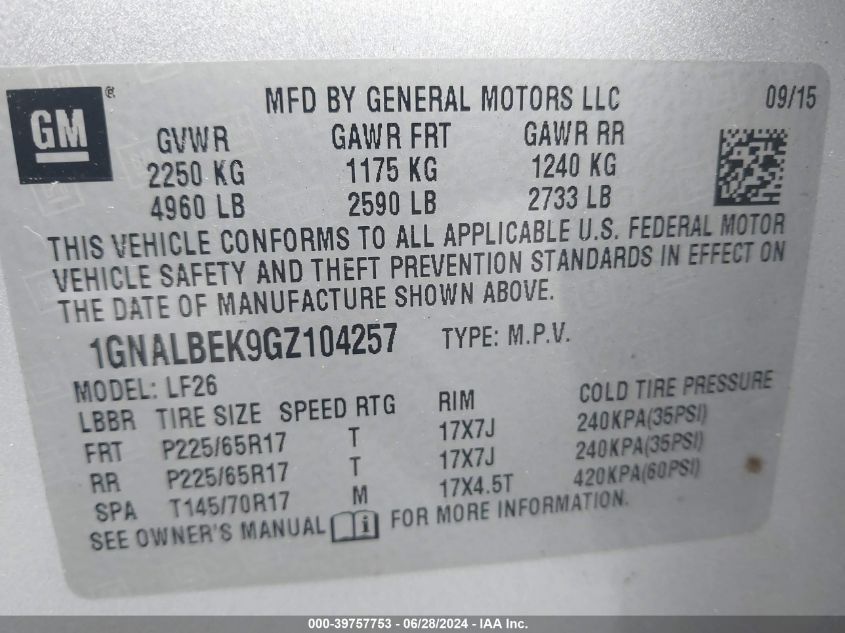 GM ® MFD BY GENERAL MOTORS LLC 09/15
GVWR GAWR FRT GAWR RR
2250 KG 1175 KG 1240 KG
4960 LB 2590 LB 2733 LB
THIS VEHICLE CONFORMS TO ALL APPLICABLE U.S. FEDERAL MOTOR
VEHICLE SAFETY AND THEFT PREVENTION STANDARDS IN EFFECT ON
THE DATE OF MANUFACTURE SHOWN ABOVE.
1GNALBEK9GZ104257 TYPE: M.P.V.
MODEL: LF26
LBBR TIRE SIZE SPEED RTG RIM COLD TIRE PRESSURE
FRT P225/65R17 T 17X7J 240KPA(35PSI)
RR P225/65R17 T 17X7J 240KPA(35PSI)
SPA T145/70R17 M 17X4.5T 420KPA(60PSI)
SEE OWNER'S MANUAL i FOR MORE INFORMATION.
000-39757753 - 06/28/2024 - IAA Inc.